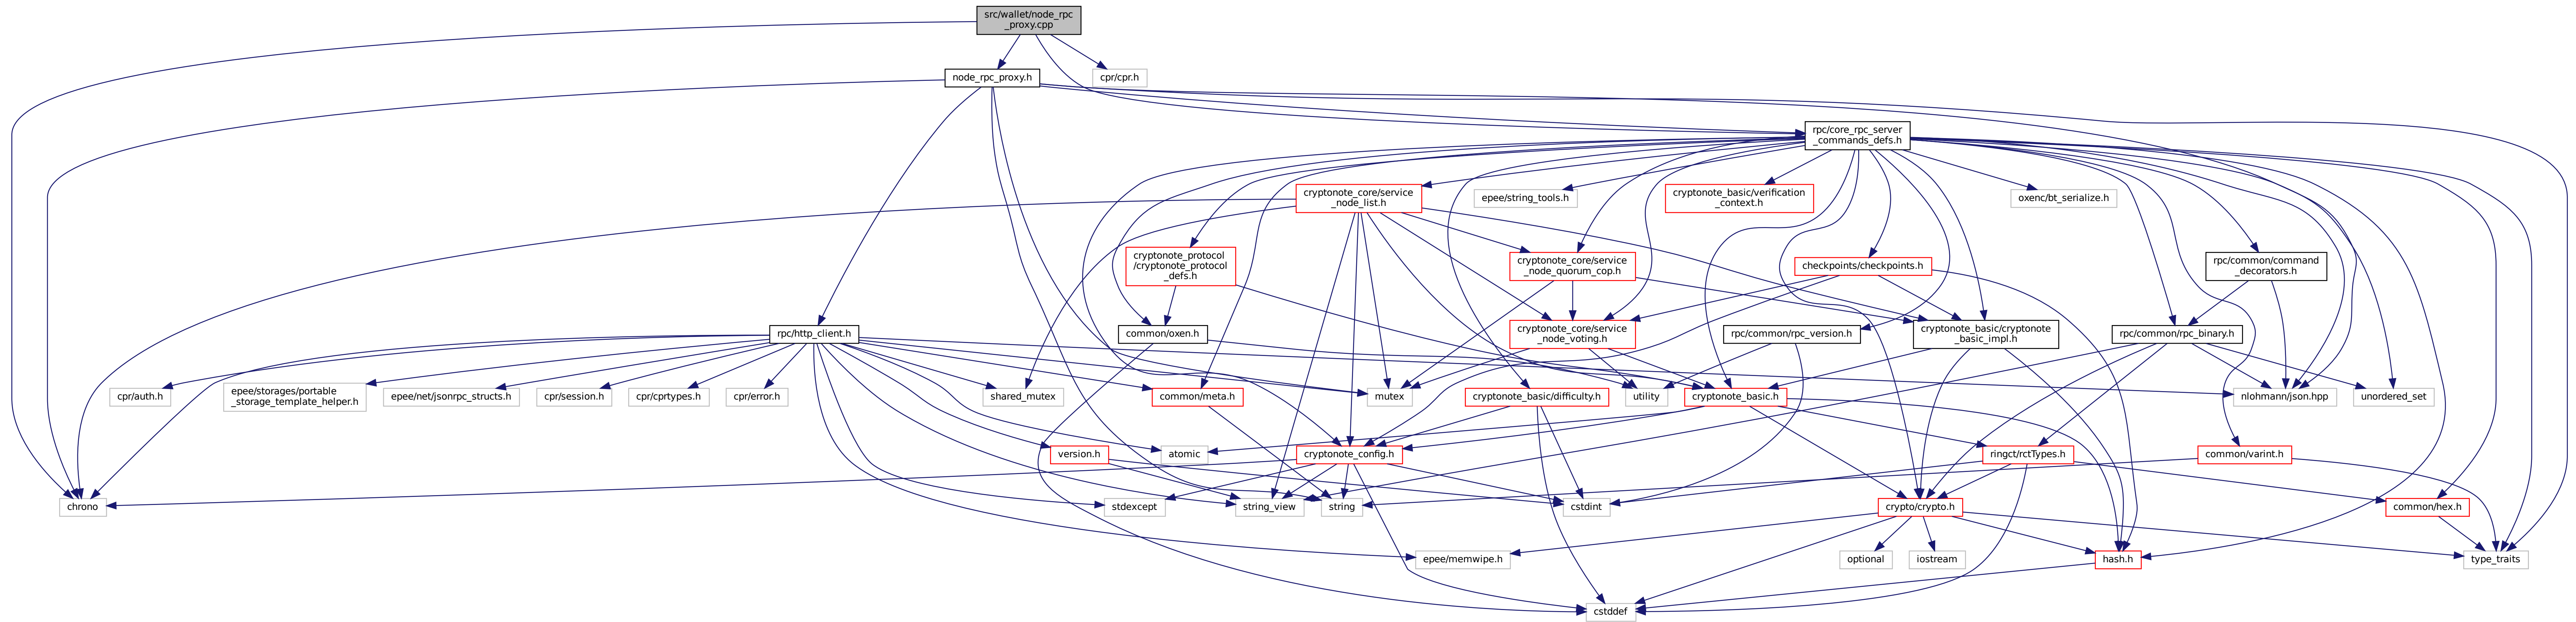 src/wallet/node_rpc
_proxy.cpp
node_rpc_proxy.h
cpr/cpr.h
rpc/core_rpc_server
_commands_defs.h
cryptonote_core/service
_node_list.h
epee/string_tools.h
cryptonote_basic/verification
_context.h
oxenc/bt_serialize.h
cryptonote_protocol
/cryptonote_protocol
_defs.h
cryptonote_core/service
_node_quorum_cop.h
checkpoints/checkpoints.h
rpc/common/command
_decorators.h
rpc/http_client.h
common/oxen.h
cryptonote_core/service
_node_voting.h
rpc/common/rpc_version.h
cryptonote_basic/cryptonote
_basic_impl.h
rpc/common/rpc_binary.h
cpr/auth.h
epee/storages/portable
_storage_template_helper.h
epee/net/jsonrpc_structs.h
cpr/session.h
cpr/cprtypes.h
cpr/error.h
shared_mutex
common/meta.h
mutex
cryptonote_basic/difficulty.h
utility
cryptonote_basic.h
nlohmann/json.hpp
unordered_set
version.h
atomic
cryptonote_config.h
ringct/rctTypes.h
common/varint.h
chrono
stdexcept
string_view
string
cstdint
crypto/crypto.h
common/hex.h
epee/memwipe.h
optional
iostream
hash.h
type_traits
cstddef